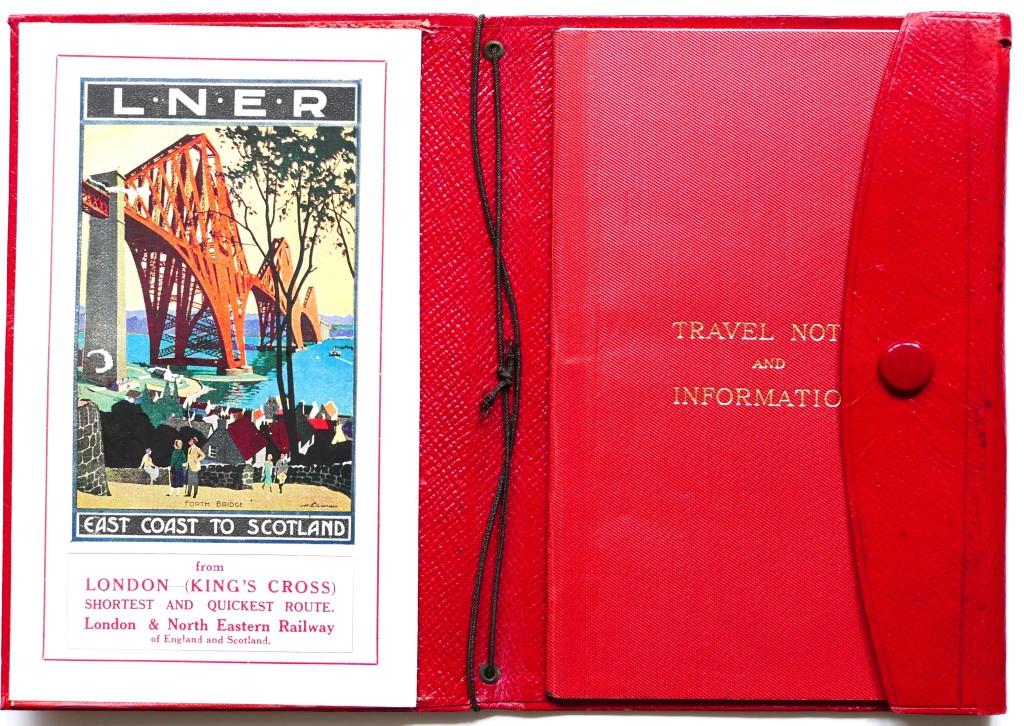 L·N·E·R
FORTH BRIDGE
EAST COAST TO SCOTLAND
from
LONDON—(KING'S CROSS)
SHORTEST AND QUICKEST ROUTE.
London & North Eastern Railway
of England and Scotland.
TRAVEL NOT
AND
INFORMATIO